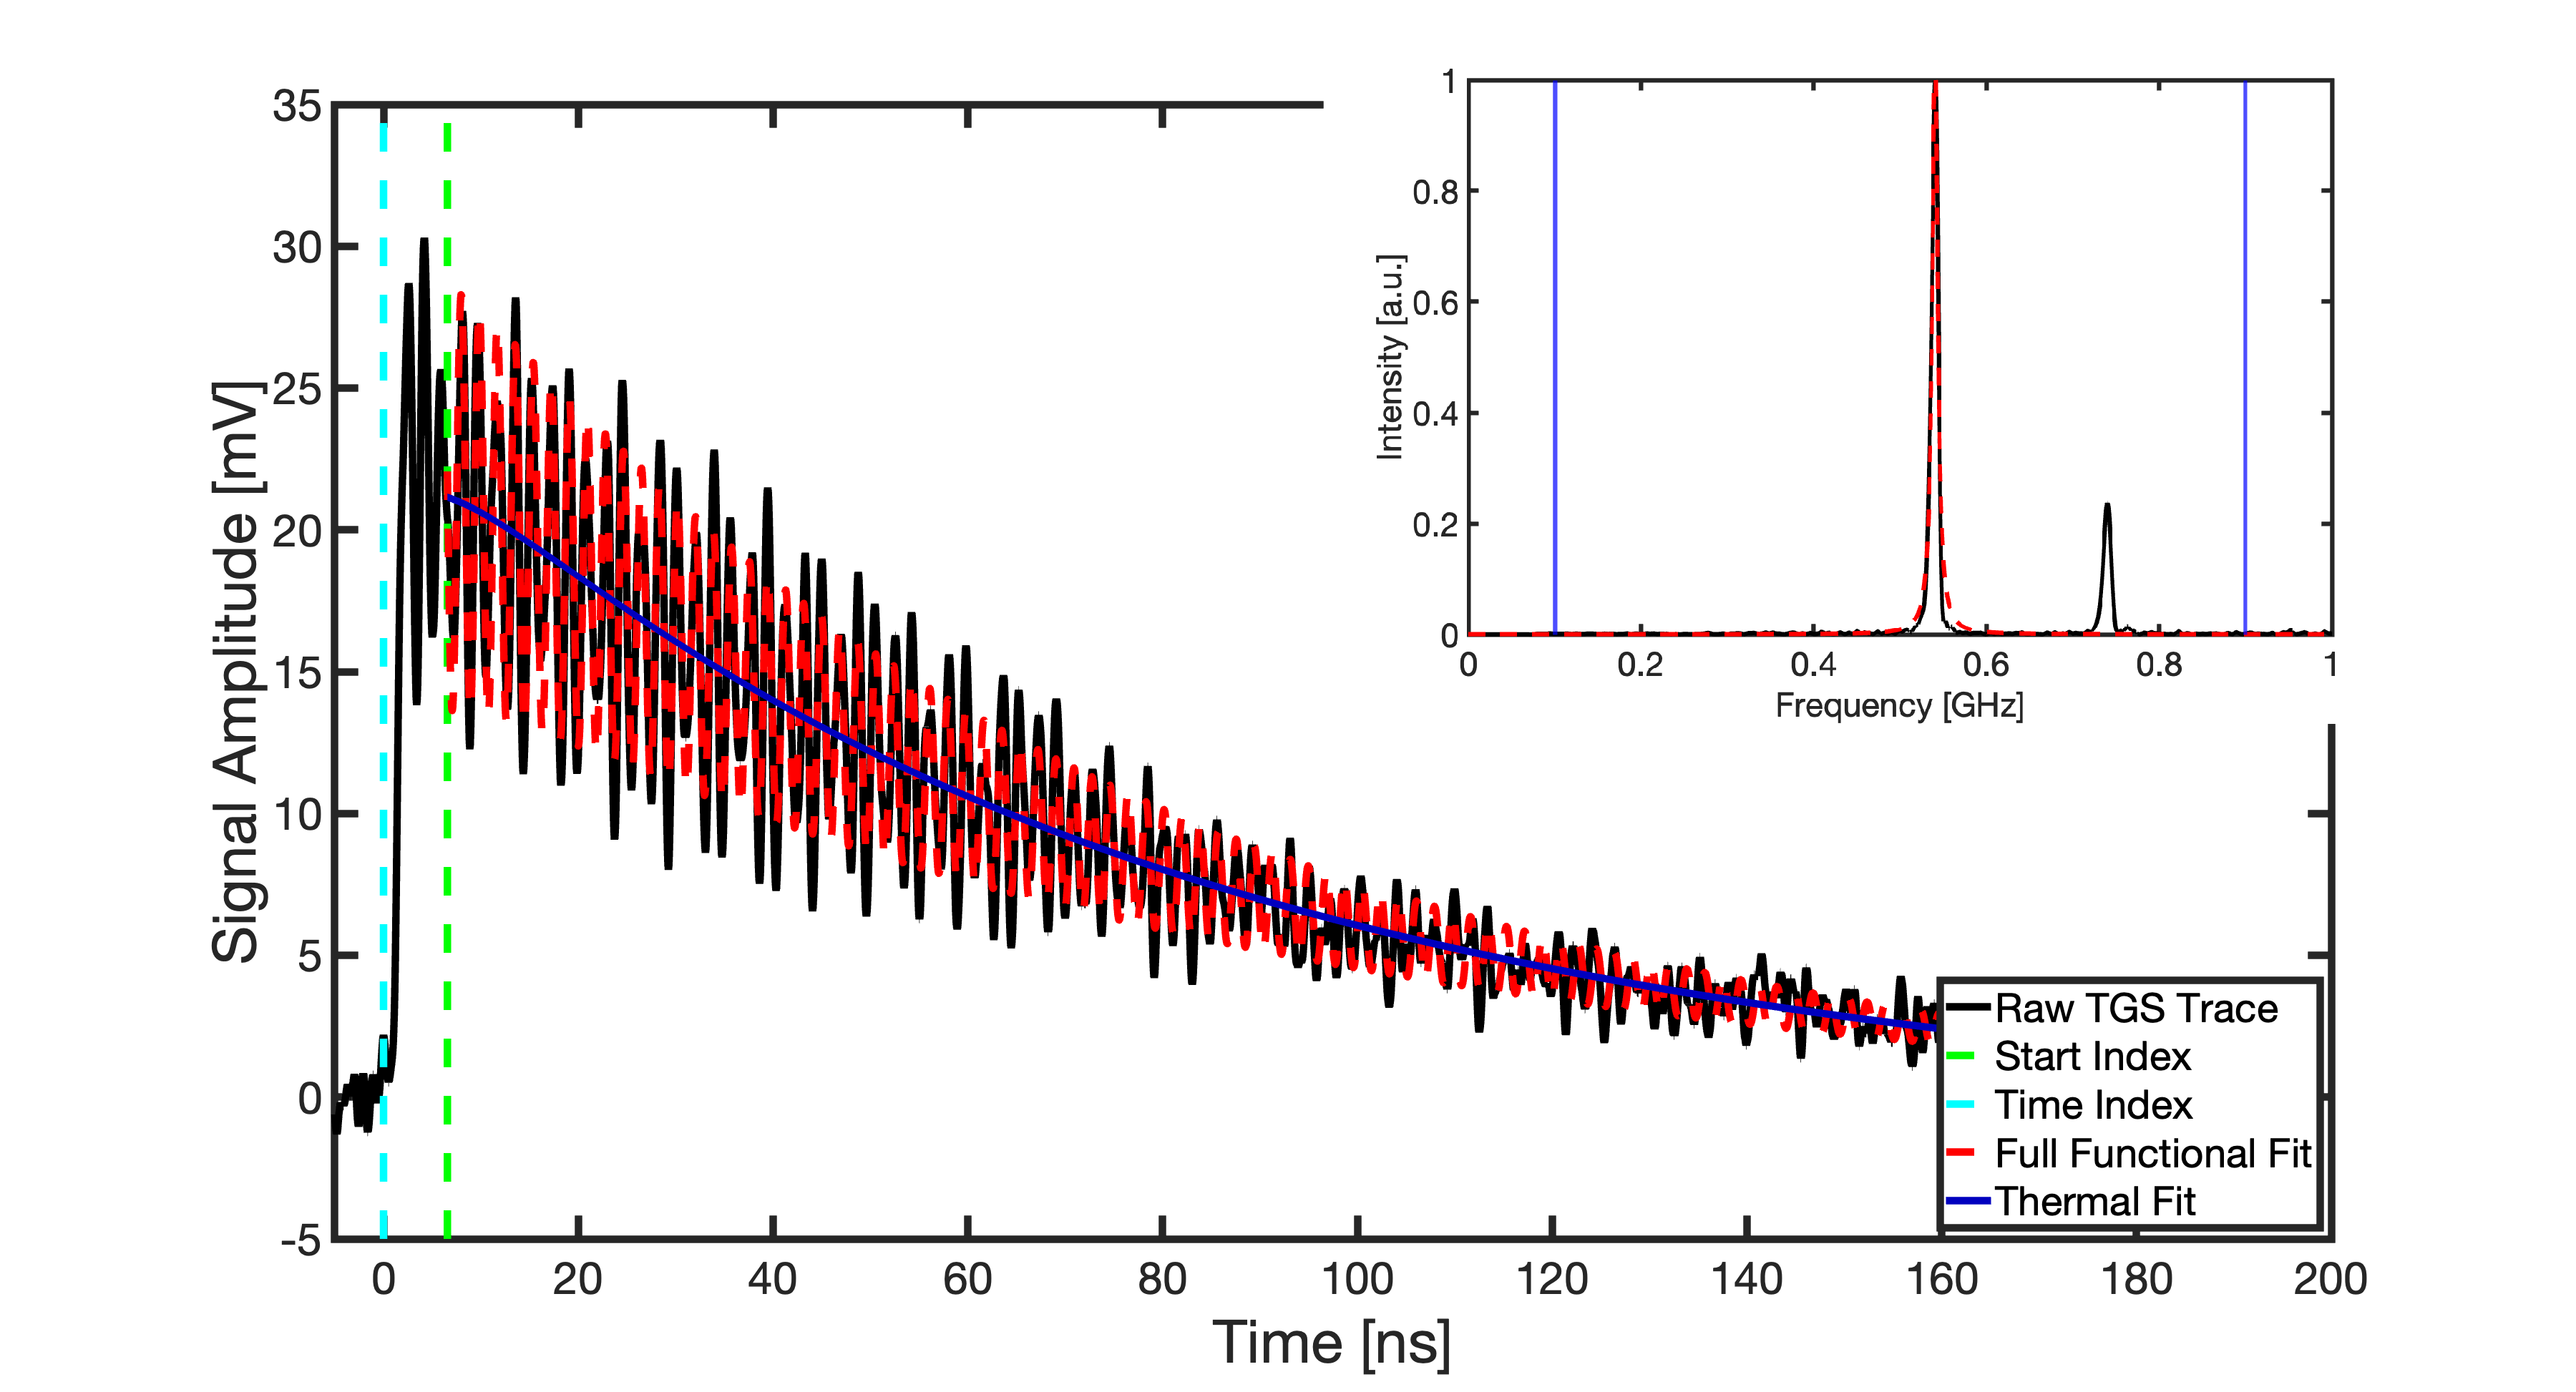 35
30
25
20
15
10
5
0
-5
Signal Amplitude [mV]
0 20 40 60 80 100 120 140 160 180 200
Time [ns]
1
0.8
0.6
0.4
0.2
0
Intensity [a.u.]
0 0.2 0.4 0.6 0.8 1
Frequency [GHz]
Raw TGS Trace
Start Index
Time Index
Full Functional Fit
Thermal Fit